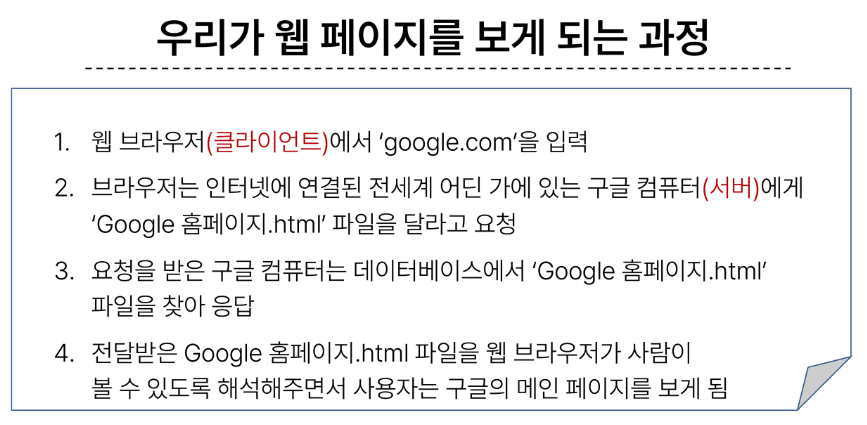 우리가 웹 페이지를 보게 되는 과정
1. 웹 브라우저(클라이언트)에서 ‘google.com’을 입력
2. 브라우저는 인터넷에 연결된 전세계 어딘 가에 있는 구글 컴퓨터(서버)에게
‘Google 홈페이지.html’ 파일을 달라고 요청
3. 요청을 받은 구글 컴퓨터는 데이터베이스에서 ‘Google 홈페이지.html’
파일을 찾아 응답
4. 전달받은 Google 홈페이지.html 파일을 웹 브라우저가 사람이
볼 수 있도록 해석해주면서 사용자는 구글의 메인 페이지를 보게 됨